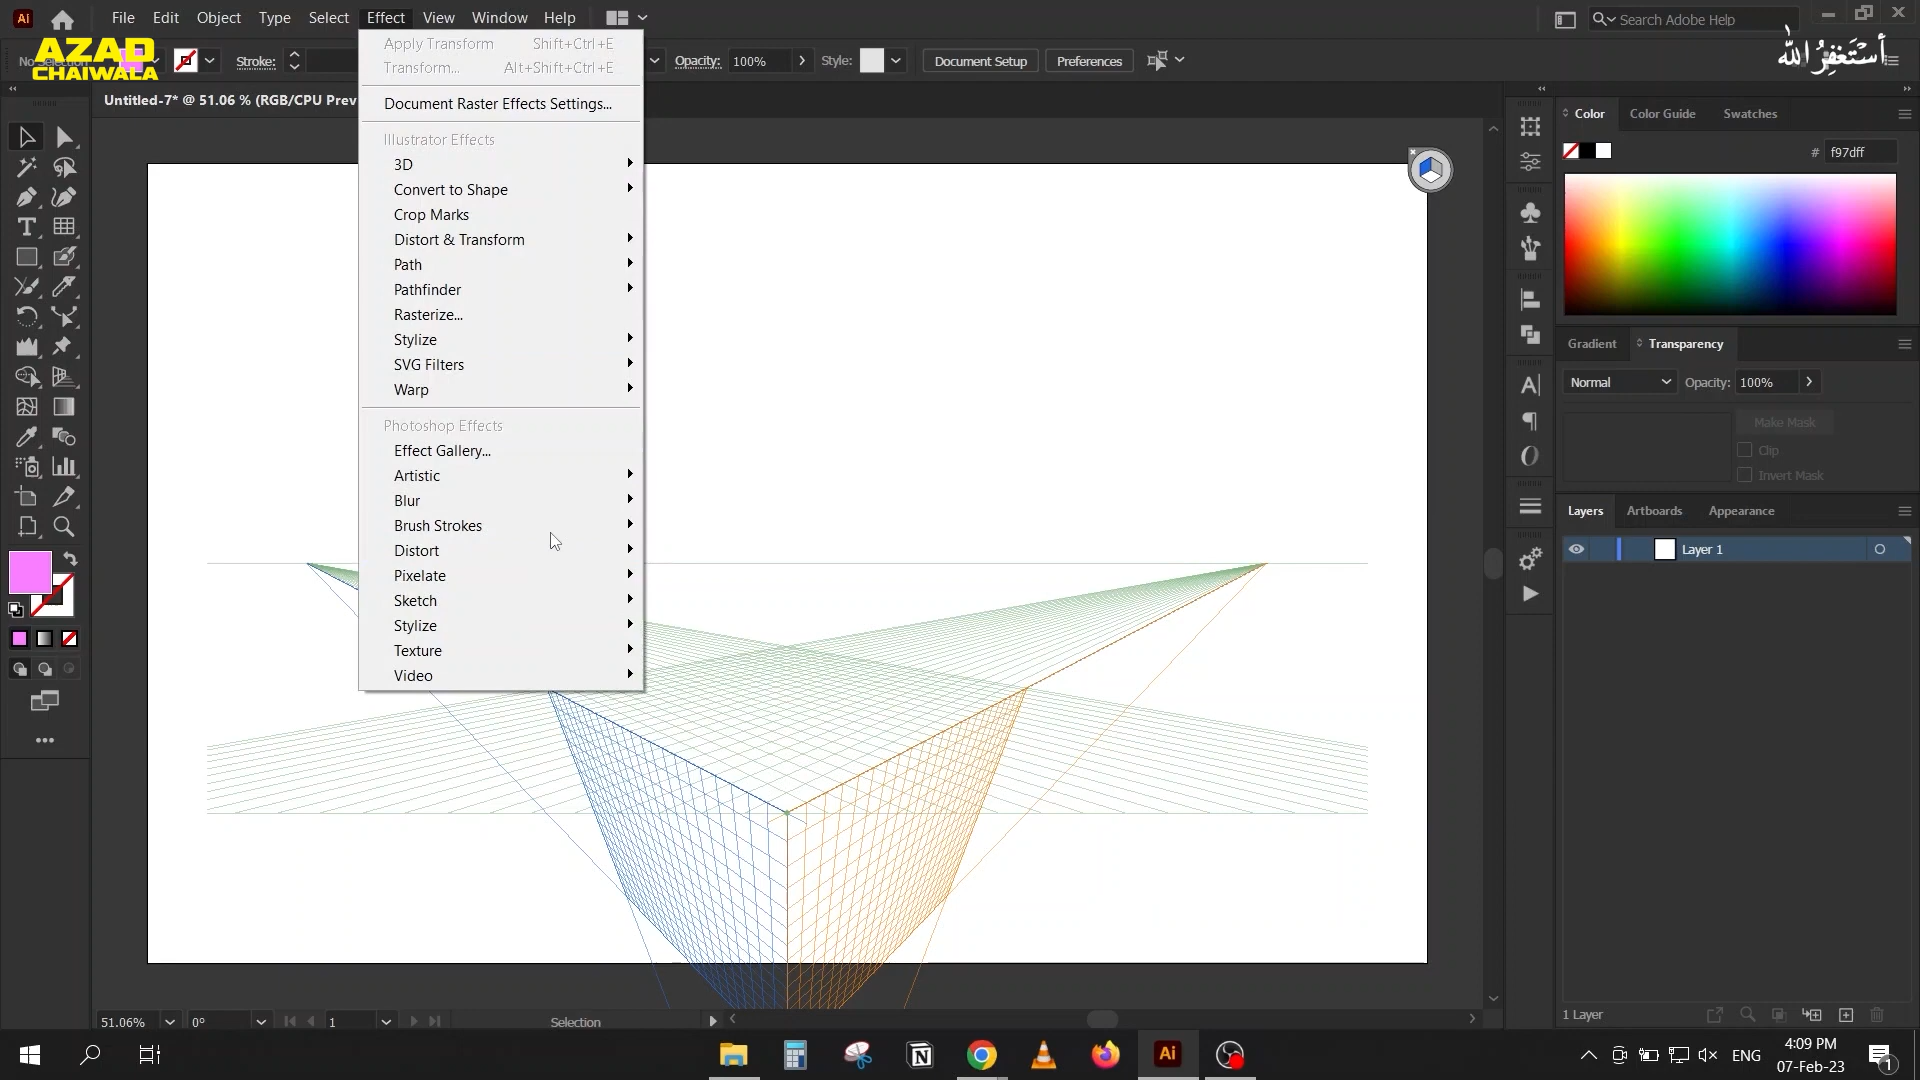 File Edit Object Type Select Effect View Window Help
Search Adobe Help
AZAD
CHAIWALA
Stroke:
Opacity: 100%
Style:
Document Setup
Preferences
أَسْتَغْفِرُ اللّٰه
Untitled-7* @ 51.06 % (RGB/CPU Prev
Apply Transform Shift+Ctrl+E
Transform... Alt+Shift+Ctrl+E
Document Raster Effects Settings...
Illustrator Effects
3D
Convert to Shape
Crop Marks
Distort & Transform
Path
Pathfinder
Rasterize...
Stylize
SVG Filters
Warp
Photoshop Effects
Effect Gallery...
Artistic
Blur
Brush Strokes
Distort
Pixelate
Sketch
Stylize
Texture
Video
Color Color Guide Swatches
# f97dff
Gradient Transparency
Normal Opacity: 100%
Make Mask
Clip
Invert Mask
Layers Artboards Appearance
Layer 1
1 Layer
51.06% 0° 1 Selection
ENG
4:09 PM
07-Feb-23
1